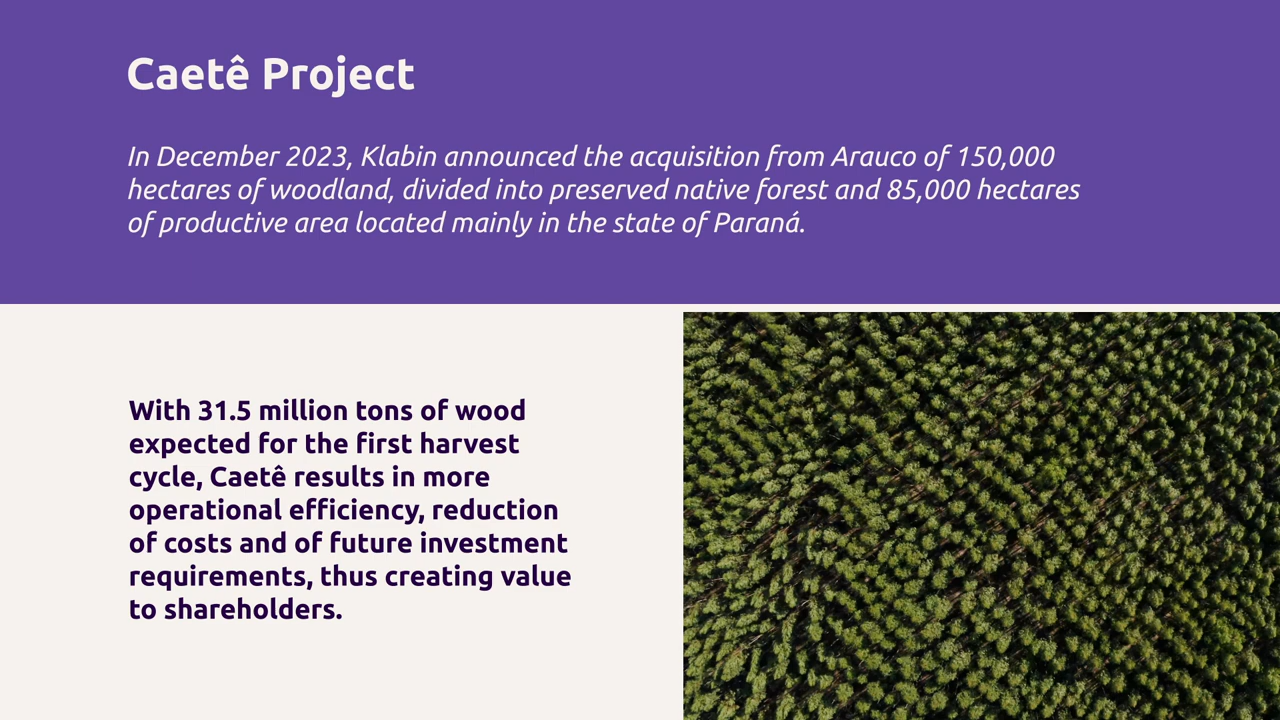 Caetê Project
In December 2023, Klabin announced the acquisition from Arauco of 150,000
hectares of woodland, divided into preserved native forest and 85,000 hectares
of productive area located mainly in the state of Paraná.
With 31.5 million tons of wood
expected for the first harvest
cycle, Caetê results in more
operational efficiency, reduction
of costs and of future investment
requirements, thus creating value
to shareholders.